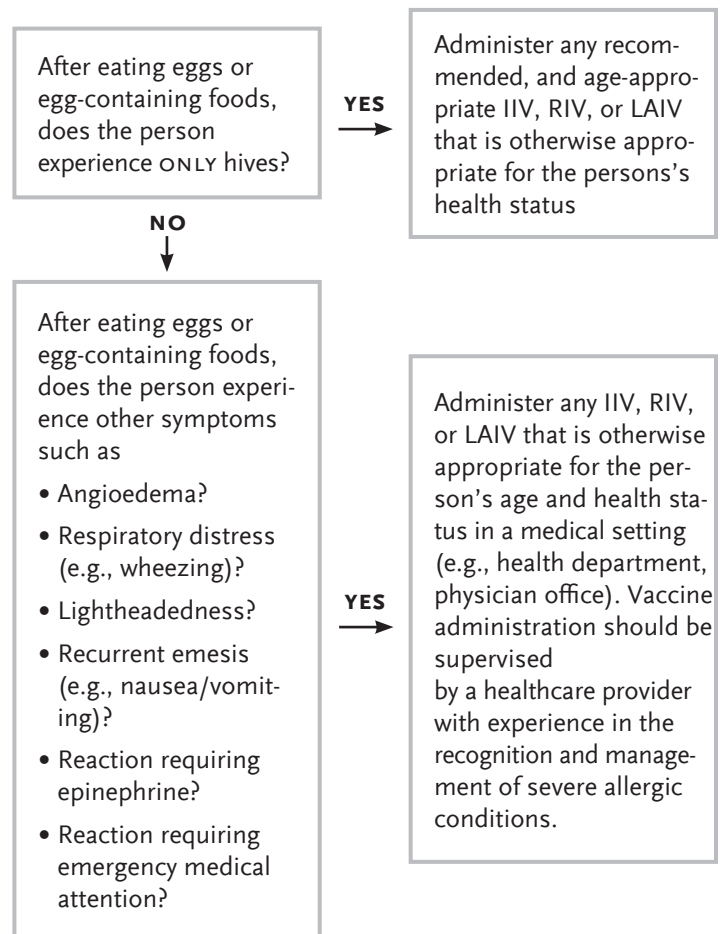 After eating eggs or
egg-containing foods,
does the person
experience ONLY hives?
YES
Administer any recom-
mended, and age-appro-
priate IIV, RIV, or LAIV
that is otherwise appro-
priate for the persons's
health status
NO
After eating eggs or
egg-containing foods,
does the person experi-
ence other symptoms
such as
• Angioedema?
• Respiratory distress
(e.g., wheezing)?
• Lightheadedness?
• Recurrent emesis
(e.g., nausea/vomit-
ing)?
• Reaction requiring
epinephrine?
• Reaction requiring
emergency medical
attention?
YES
Administer any IIV, RIV,
or LAIV that is otherwise
appropriate for the per-
son's age and health sta-
tus in a medical setting
(e.g., health department,
physician office). Vaccine
administration should be
supervised
by a healthcare provider
with experience in the
recognition and manage-
ment of severe allergic
conditions.